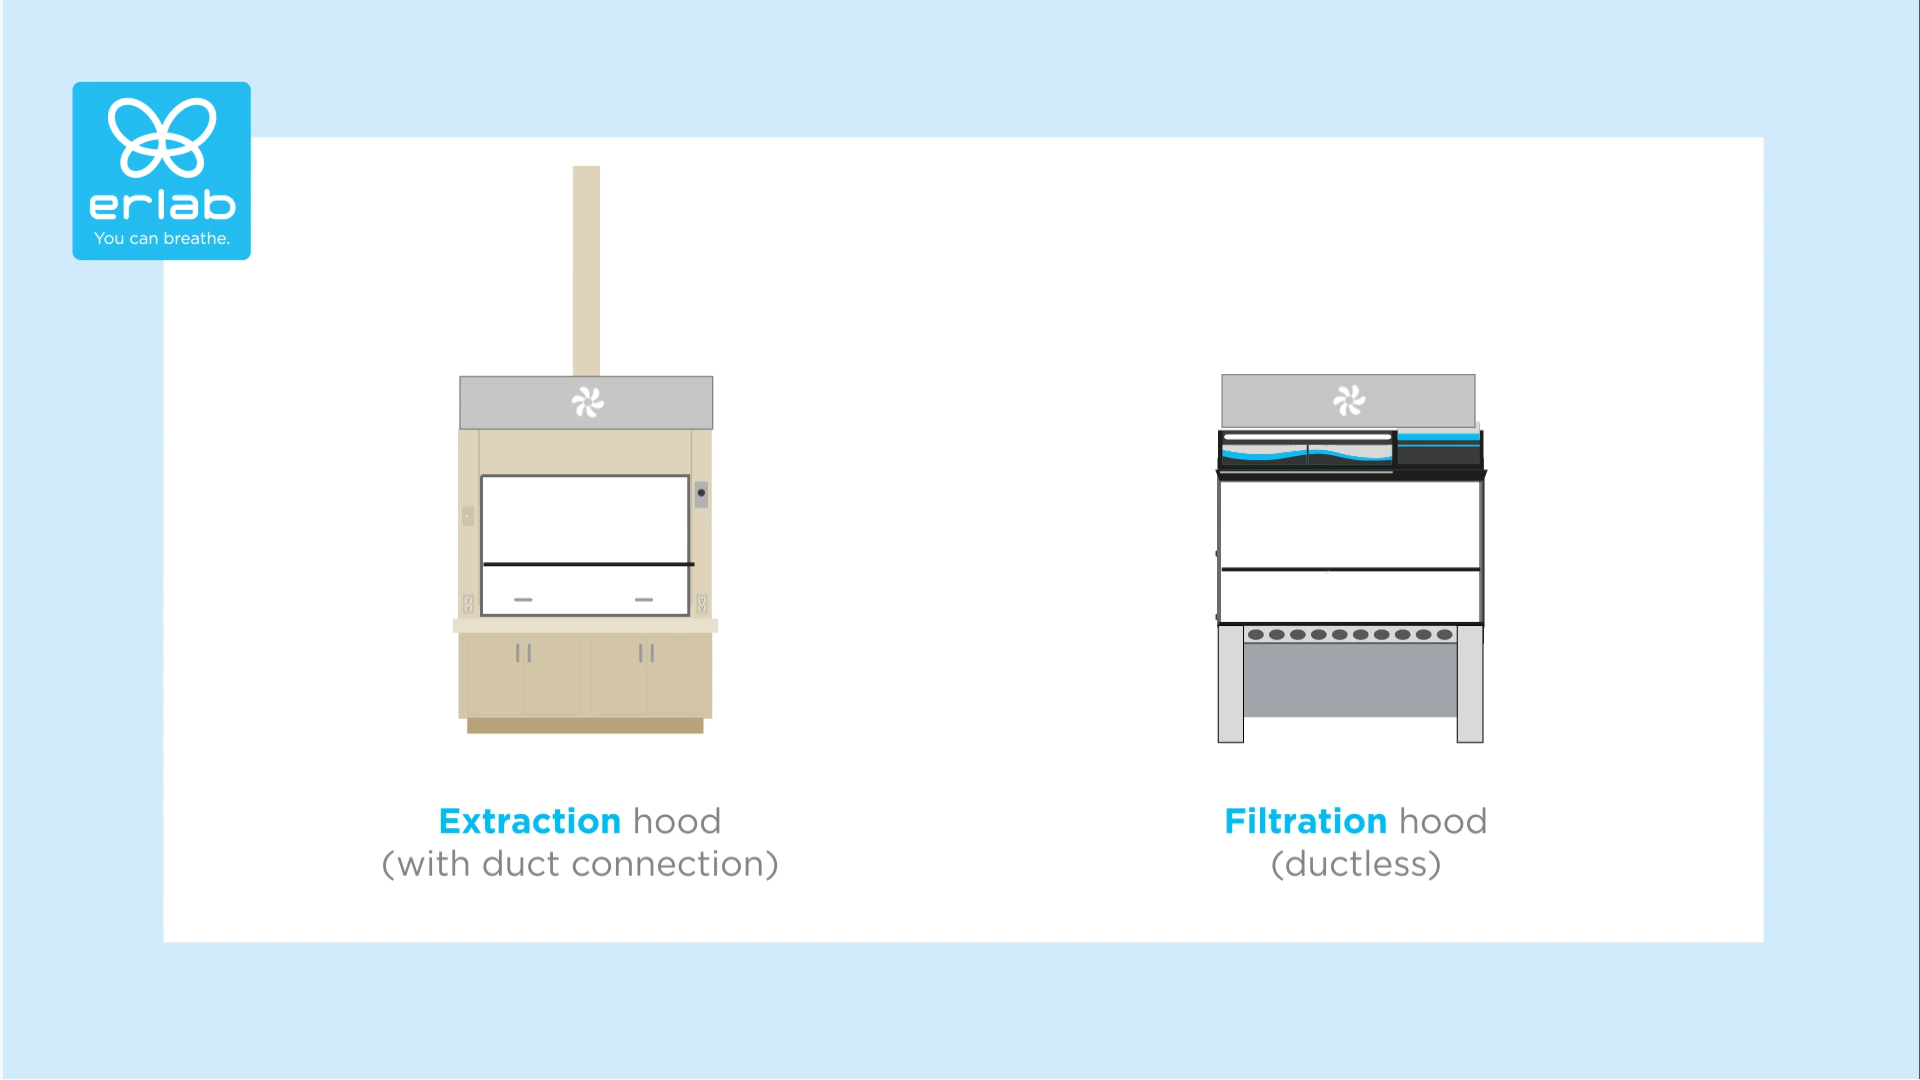 erlab
You can breathe.
Extraction hood
(with duct connection)
Filtration hood
(ductless)